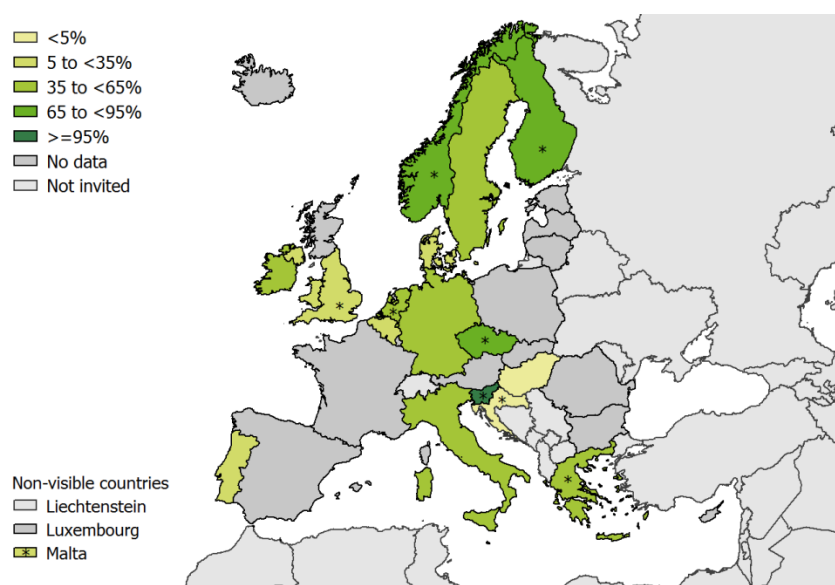 <5%
5 to <35%
35 to <65%
65 to <95%
>=95%
No data
Not invited
Non-visible countries
Liechtenstein
Luxembourg
* Malta